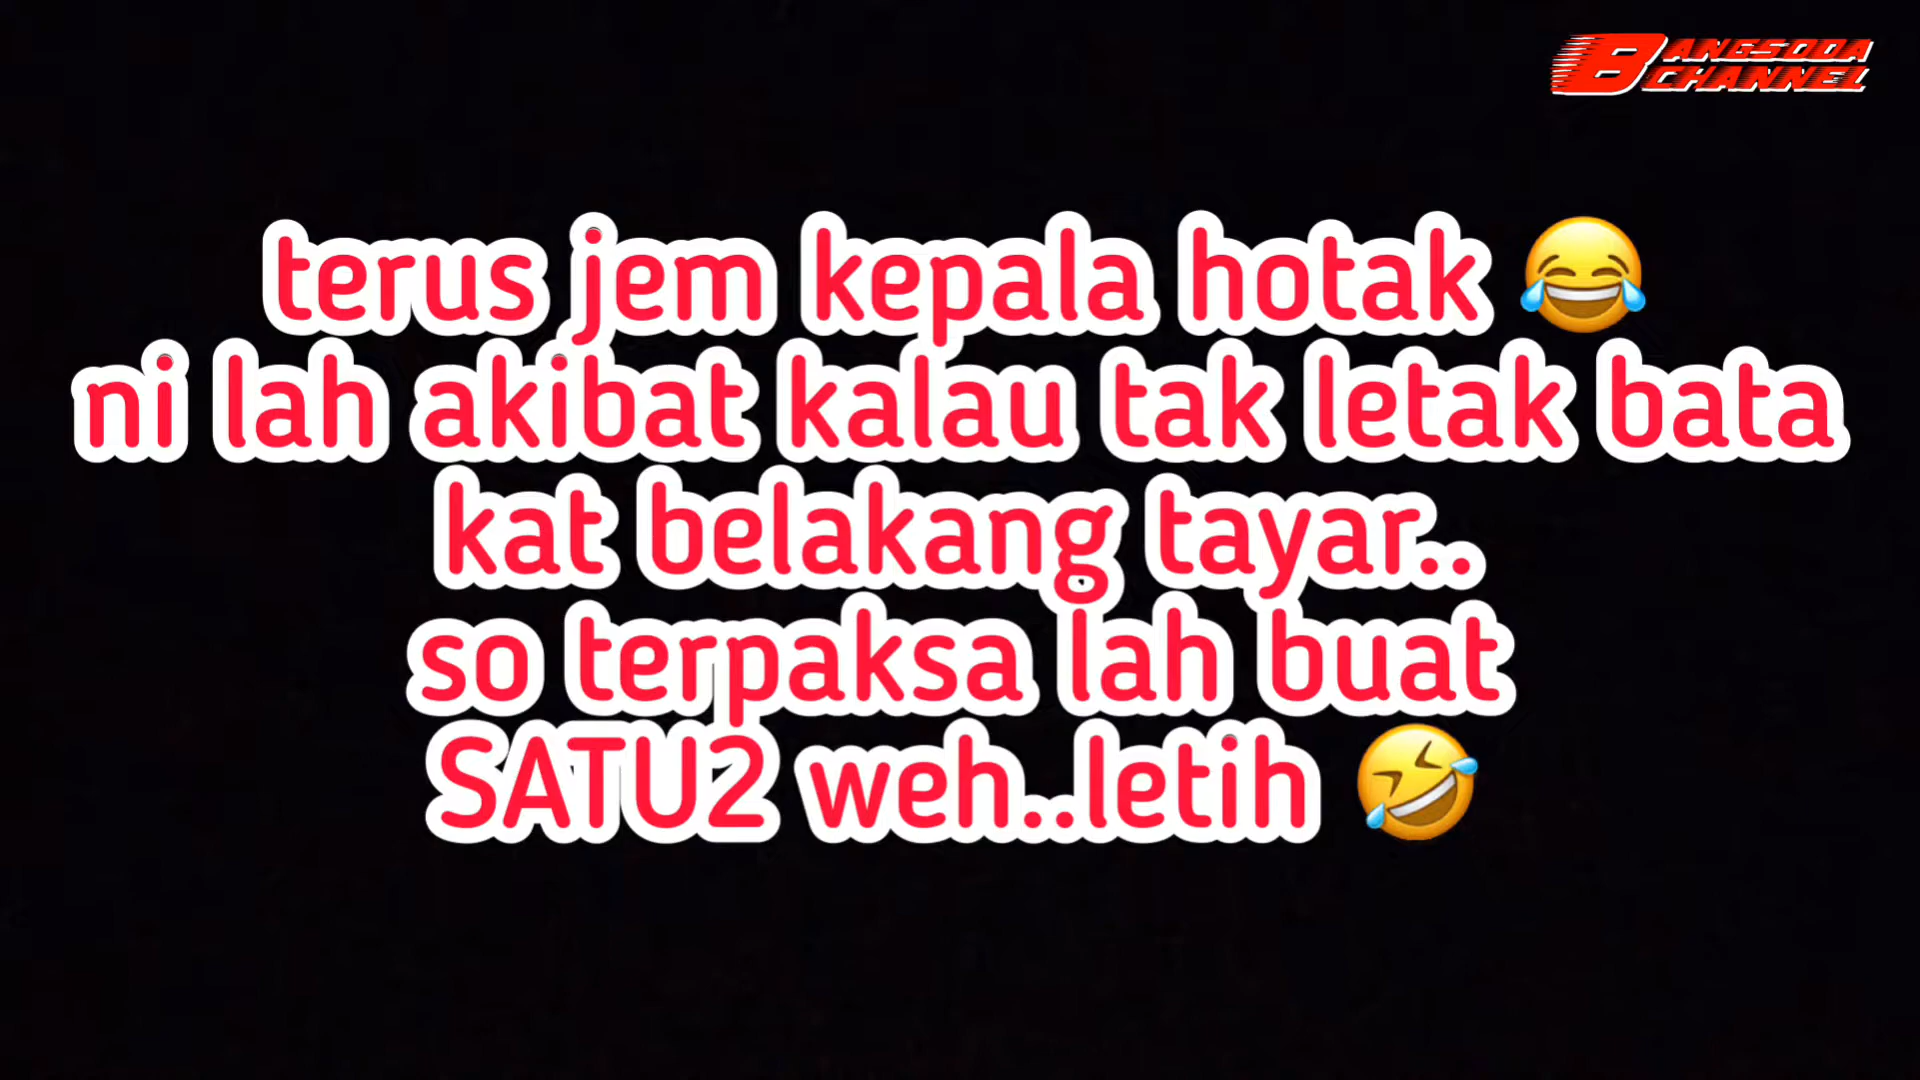 BANGSODA
CHANNEL
terus jem kepala hotak 😂
ni lah akibat kalau tak letak bata
kat belakang tayar..
so terpaksa lah buat
SATU2 weh..letih 🤣